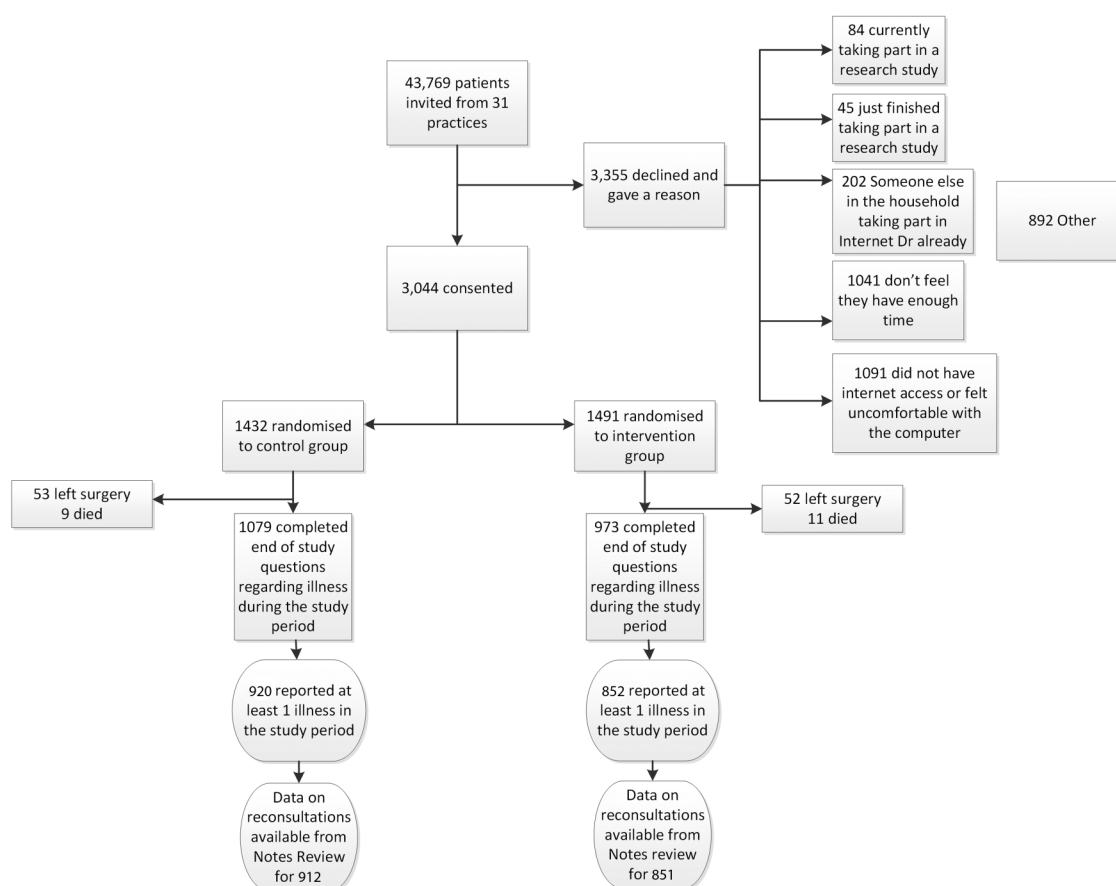 43,769 patients
invited from 31
practices
3,355 declined and
gave a reason
84 currently
taking part in a
research study
45 just finished
taking part in a
research study
202 Someone else
in the household
taking part in
Internet Dr already
892 Other
1041 don't feel
they have enough
time
1091 did not have
internet access or felt
uncomfortable with
the computer
3,044 consented
1432 randomised
to control group
1491 randomised
to intervention
group
53 left surgery
9 died
52 left surgery
11 died
1079 completed
end of study
questions
regarding illness
during the study
period
973 completed
end of study
questions
regarding illness
during the study
period
920 reported at
least 1 illness in
the study period
852 reported at
least 1 illness in
the study period
Data on
reconsultations
available from
Notes Review
for 912
Data on
reconsultations
available from
Notes review
for 851